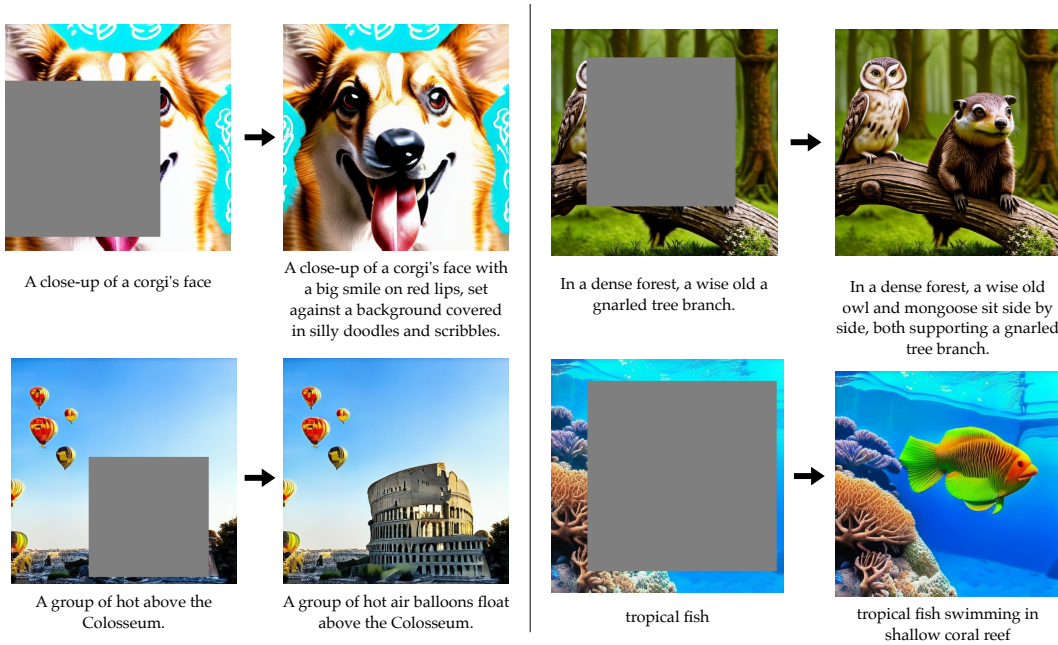 A close-up of a corgi's face
A close-up of a corgi's face with
a big smile on red lips, set
against a background covered
in silly doodles and scribbles.
In a dense forest, a wise old a
gnarled tree branch.
In a dense forest, a wise old
owl and mongoose sit side by
side, both supporting a gnarled
tree branch.
A group of hot above the
Colosseum.
A group of hot air balloons float
above the Colosseum.
tropical fish
tropical fish swimming in
shallow coral reef